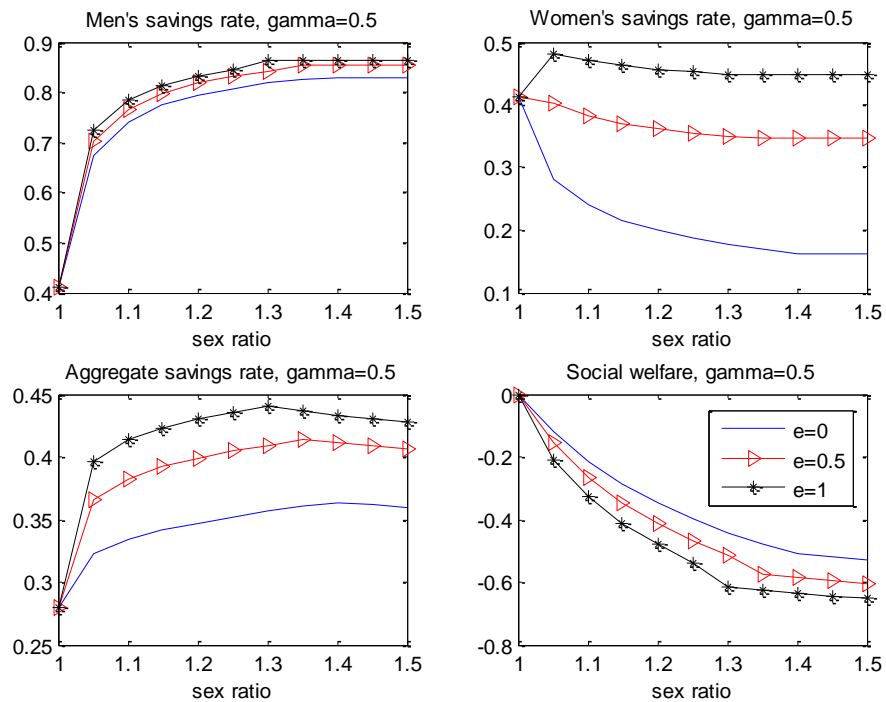 Men's savings rate, gamma=0.5
0.9
0.8
0.7
0.6
0.5
0.4
1 1.1 1.2 1.3 1.4 1.5
sex ratio
Women's savings rate, gamma=0.5
0.5
0.4
0.3
0.2
0.1
1 1.1 1.2 1.3 1.4 1.5
sex ratio
Aggregate savings rate, gamma=0.5
0.45
0.4
0.35
0.3
0.25
1 1.1 1.2 1.3 1.4 1.5
sex ratio
Social welfare, gamma=0.5
0
-0.2
-0.4
-0.6
-0.8
1 1.1 1.2 1.3 1.4 1.5
sex ratio
e=0
e=0.5
e=1